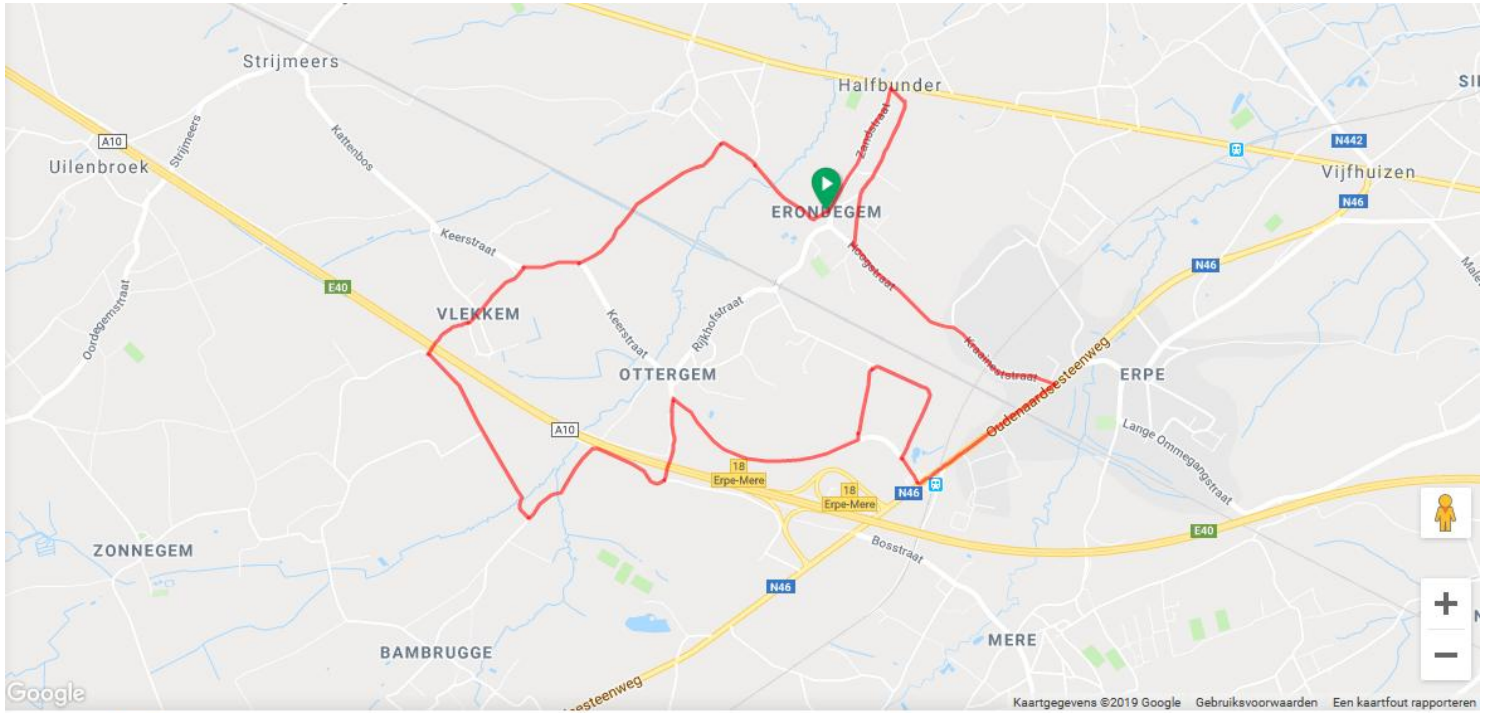 Strijmeers
Halfbunder
A10
Strijmeers
Kattenbos
Zandstraat
N442
Uilenbroek
Vijfhuizen
ERONDEGEM
N46
Keerstraat
Hoogstraat
N46
E40
Oordegemstraat
VLEKKEM
Keerstraat
Rijkhofstraat
Kraaineststraat
Oudenaardsesteenweg
OTTERGEM
ERPE
A10
Lange Ommegangstraat
18
Erpe-Mere
18
Erpe-Mere
N46
E40
Bosstraat
ZONNEGEM
N46
MERE
BAMBRUGGE
sesteenweg
Google
Kaartgegevens ©2019 Google Gebruiksvoorwaarden Een kaartfout rapporteren